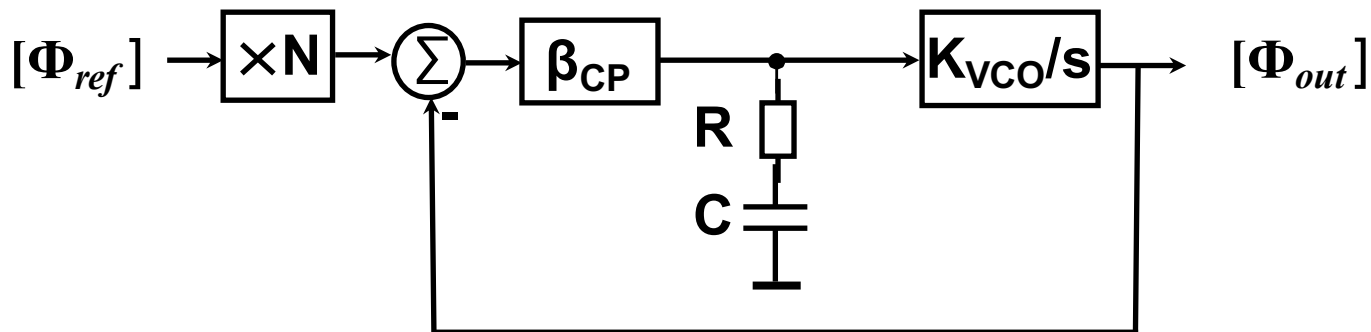 [Φref] ×N Σ βCP KVCO/s [Φout]
-
R
C